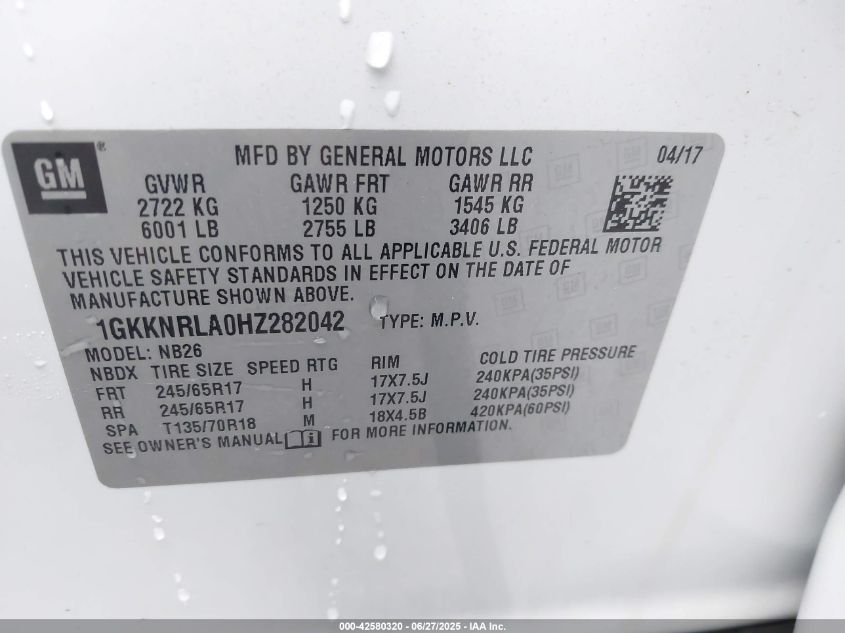 GM®
MFD BY GENERAL MOTORS LLC 04/17
GVWR GAWR FRT GAWR RR
2722 KG 1250 KG 1545 KG
6001 LB 2755 LB 3406 LB
THIS VEHICLE CONFORMS TO ALL APPLICABLE U.S. FEDERAL MOTOR
VEHICLE SAFETY STANDARDS IN EFFECT ON THE DATE OF
MANUFACTURE SHOWN ABOVE.
1GKKNRLA0HZ282042 TYPE: M.P.V.
MODEL: NB26
NBDX TIRE SIZE SPEED RTG RIM COLD TIRE PRESSURE
FRT 245/65R17 H 17X7.5J 240KPA(35PSI)
RR 245/65R17 H 17X7.5J 240KPA(35PSI)
SPA T135/70R18 M 18X4.5B 420KPA(60PSI)
SEE OWNER'S MANUAL i FOR MORE INFORMATION.
000-42580320 - 06/27/2025 - IAA Inc.